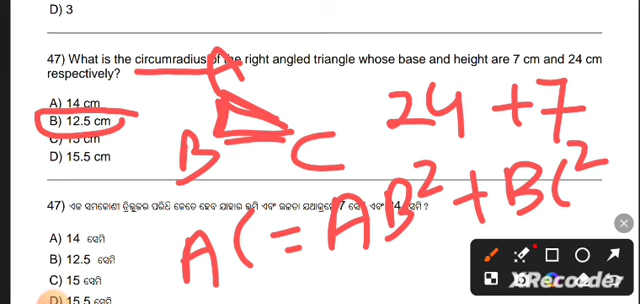 D) 3
47) What is the circumradius of the right angled triangle whose base and height are 7 cm and 24 cm
respectively?
A) 14 cm
B) 12.5 cm
C) 13 cm
D) 15.5 cm
A
B
C
24 + 7
AC = AB² + BC²
47) ଏକ ସମକୋଣୀ ତ୍ରିଭୁଜର ପରିଧି କେତେ ହେବ ଯାହାର ଭୂମି ଏବଂ ଉଚ୍ଚତା ଯଥାକ୍ରମେ 7 ସେମି ଏବଂ 24 ସେମି ?
A) 14 ସେମି
B) 12.5 ସେମି
C) 15 ସେମି
D) 15.5 ସେମି
XRecorder